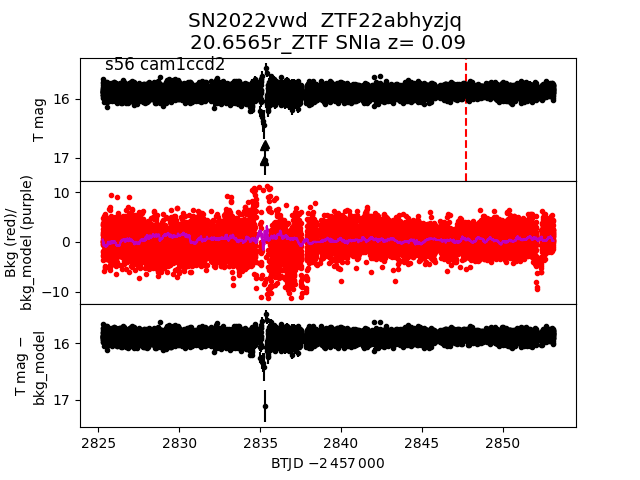 SN2022vwd ZTF22abhyzjq
20.6565r_ZTF SNIa z= 0.09
s56 cam1ccd2
T mag
16
17
Bkg (red)/
bkg_model (purple)
10
0
−10
T mag −
bkg_model
16
17
2825 2830 2835 2840 2845 2850
BTJD −2 457 000